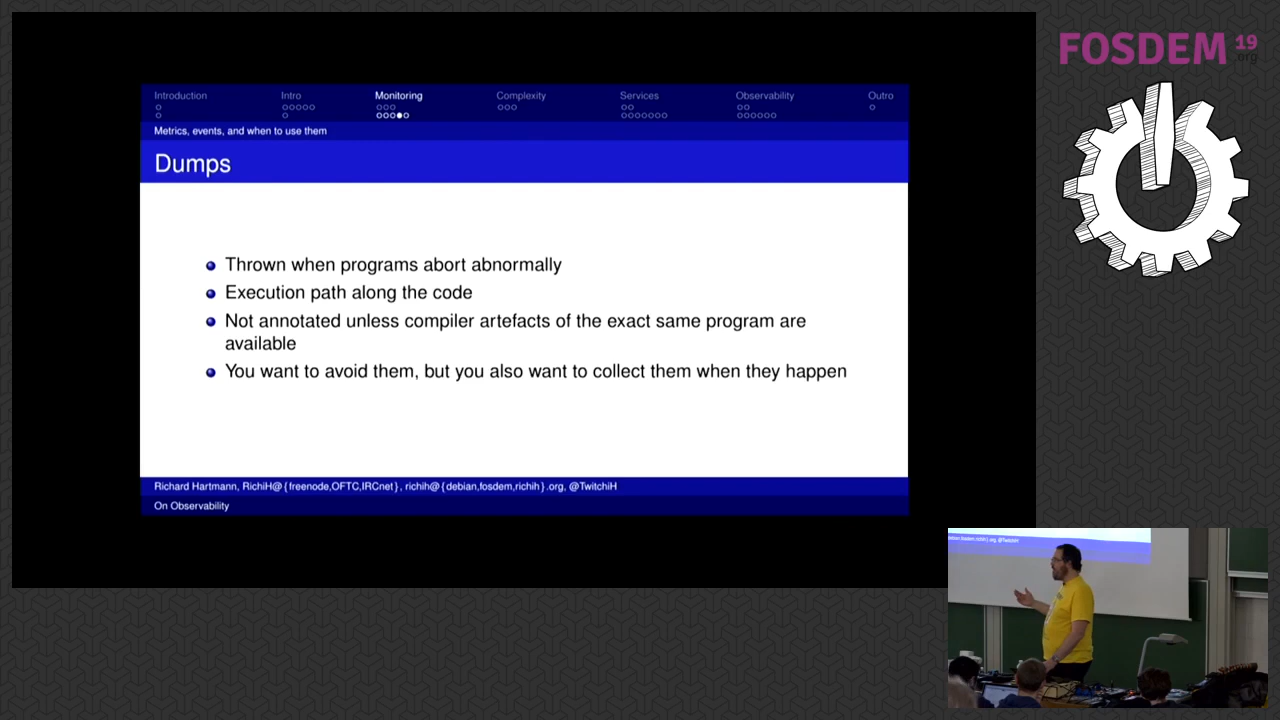 FOSDEM 19
.org
Introduction Intro Monitoring Complexity Services Observability Outro
Metrics, events, and when to use them
Dumps
Thrown when programs abort abnormally
Execution path along the code
Not annotated unless compiler artefacts of the exact same program are
available
You want to avoid them, but you also want to collect them when they happen
Richard Hartmann, RichiH@{freenode,OFTC,IRCnet}, richih@{debian,fosdem,richih}.org, @TwitchiH
On Observability